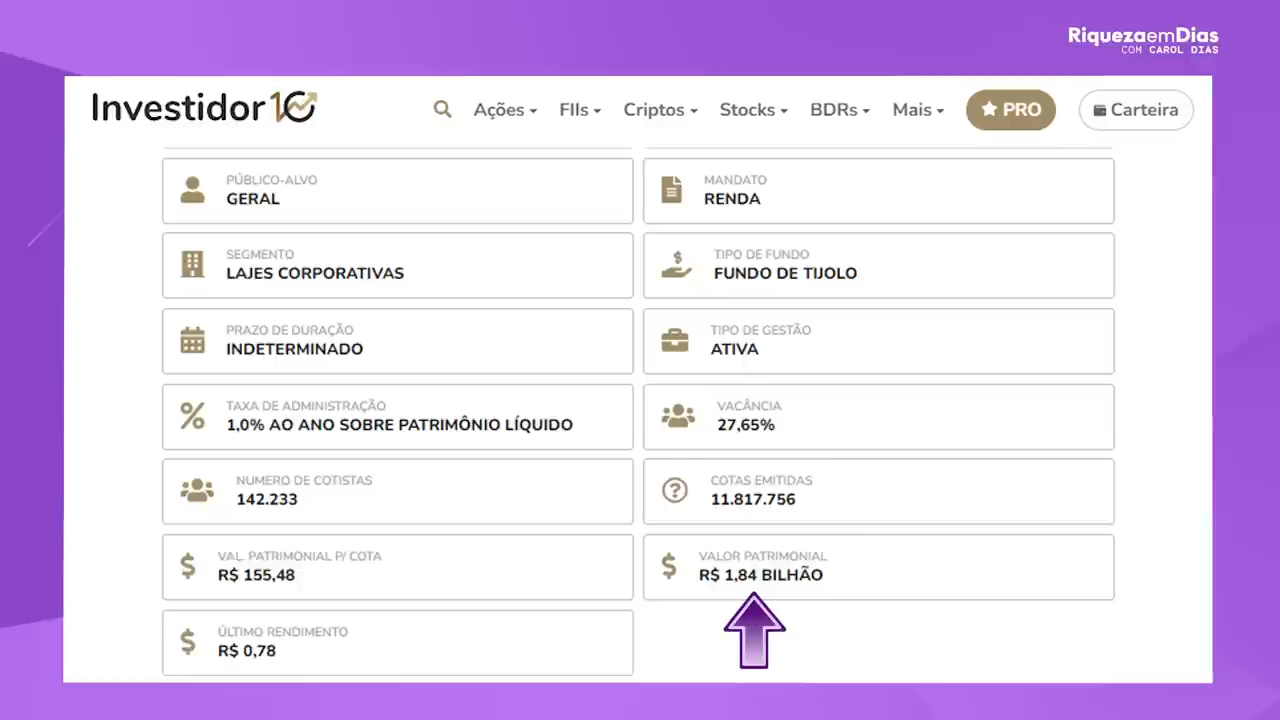 RiquezaemDias
COM CAROL DIAS
Investidor10
Ações
FIIs
Criptos
Stocks
BDRs
Mais
PRO
Carteira
PÚBLICO-ALVO
GERAL
MANDATO
RENDA
SEGMENTO
LAJES CORPORATIVAS
TIPO DE FUNDO
FUNDO DE TIJOLO
PRAZO DE DURAÇÃO
INDETERMINADO
TIPO DE GESTÃO
ATIVA
TAXA DE ADMINISTRAÇÃO
1,0% AO ANO SOBRE PATRIMÔNIO LÍQUIDO
VACÂNCIA
27,65%
NUMERO DE COTISTAS
142.233
COTAS EMITIDAS
11.817.756
VAL. PATRIMONIAL P/ COTA
R$ 155,48
VALOR PATRIMONIAL
R$ 1,84 BILHÃO
ÚLTIMO RENDIMENTO
R$ 0,78